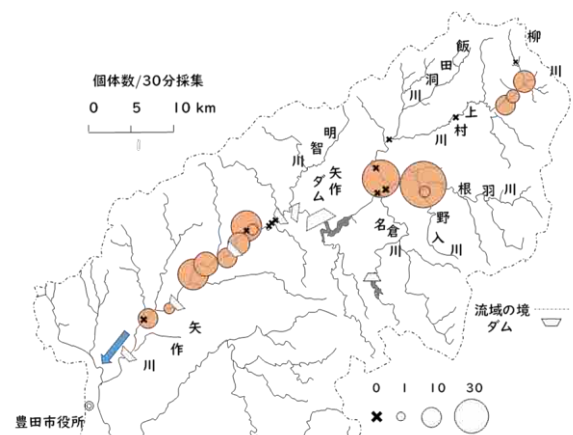 個体数/30分採集
0 5 10 km
柳川
飯田洞川
上村川
明智川
矢作ダム
根羽川
名倉川
野入川
流域の境
ダム
矢作川
豊田市役所
0 1 10 30